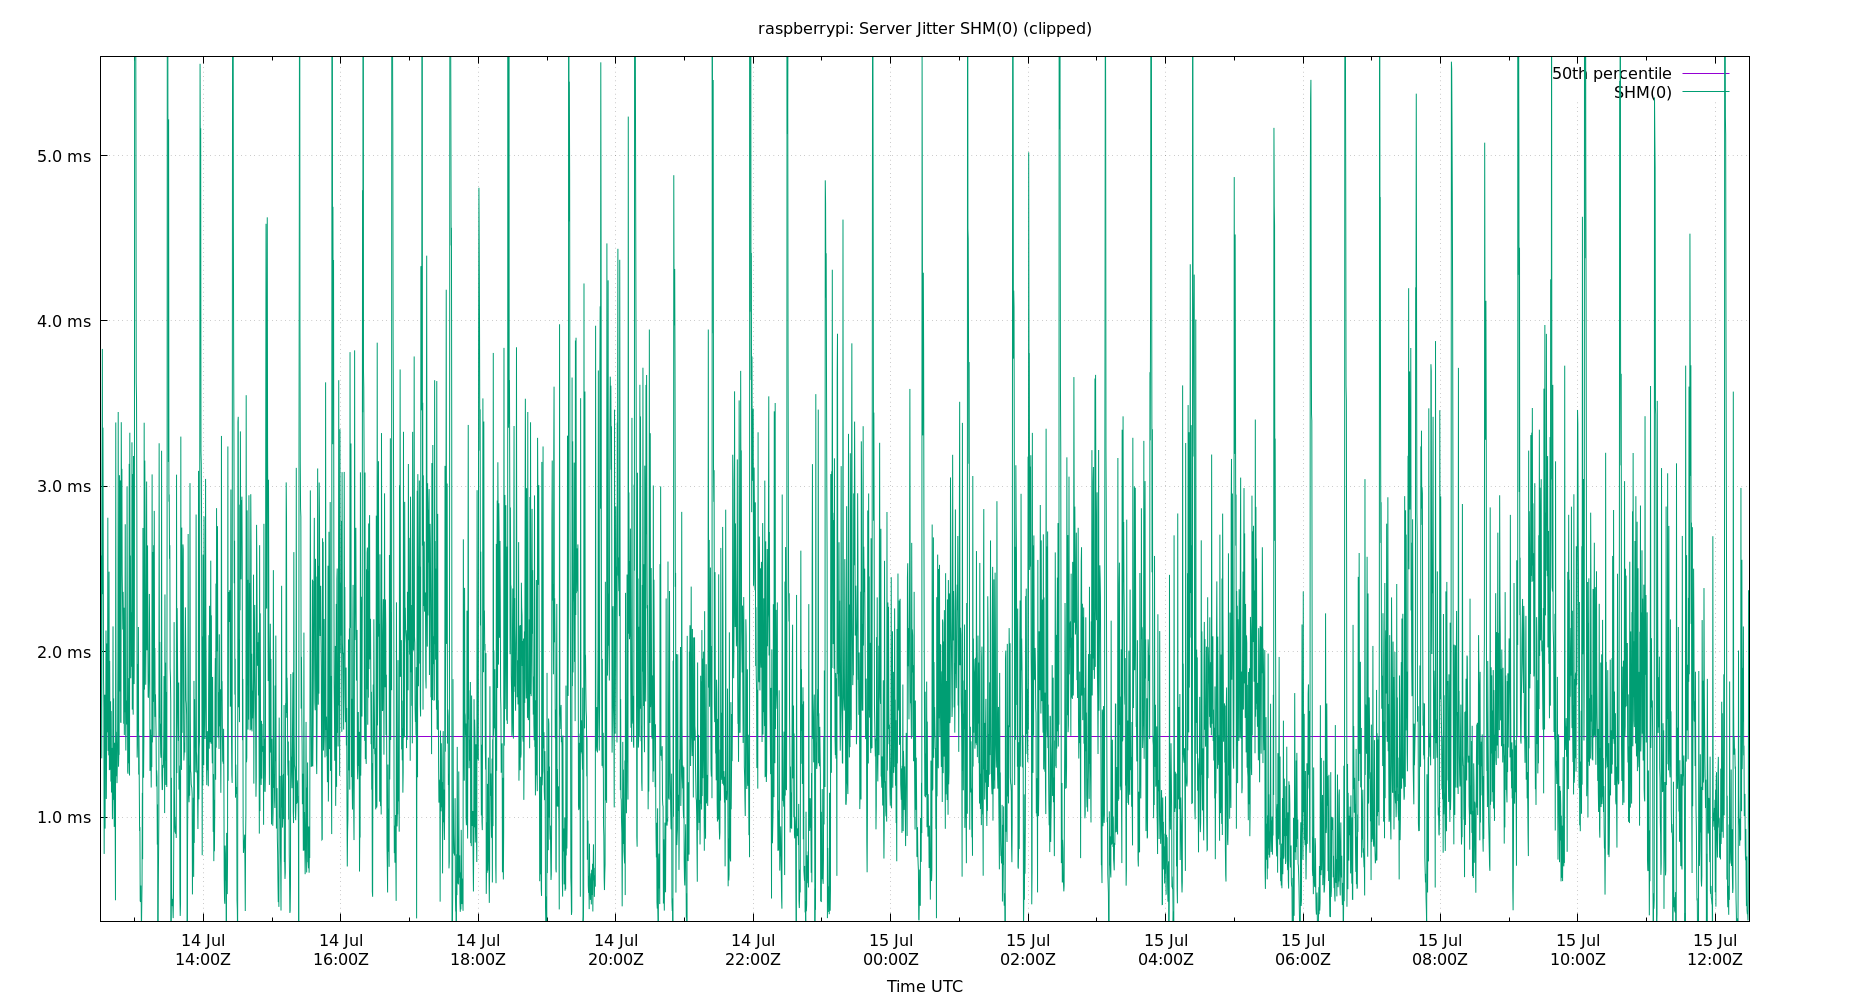 raspberrypi: Server Jitter SHM(0) (clipped)
50th percentile
SHM(0)
5.0 ms
4.0 ms
3.0 ms
2.0 ms
1.0 ms
14 Jul 14 Jul 14 Jul 14 Jul 14 Jul 15 Jul 15 Jul 15 Jul 15 Jul 15 Jul 15 Jul 15 Jul
14:00Z 16:00Z 18:00Z 20:00Z 22:00Z 00:00Z 02:00Z 04:00Z 06:00Z 08:00Z 10:00Z 12:00Z
Time UTC